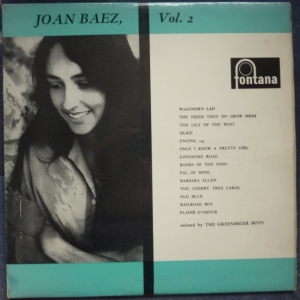 JOAN BAEZ, Vol. 2
fontana
WAGONER'S LAD
THE TREES THEY DO GROW HIGH
THE LILY OF THE WEST
SILKIE
ENGINE 143
ONCE I KNEW A PRETTY GIRL
LONESOME ROAD
BANKS OF THE OHIO
PAL OF MINE
BARBARA ALLEN
THE CHERRY TREE CAROL
OLD BLUE
RAILROAD BOY
PLAISIR D'AMOUR
assisted by THE GREENBRIAR BOYS